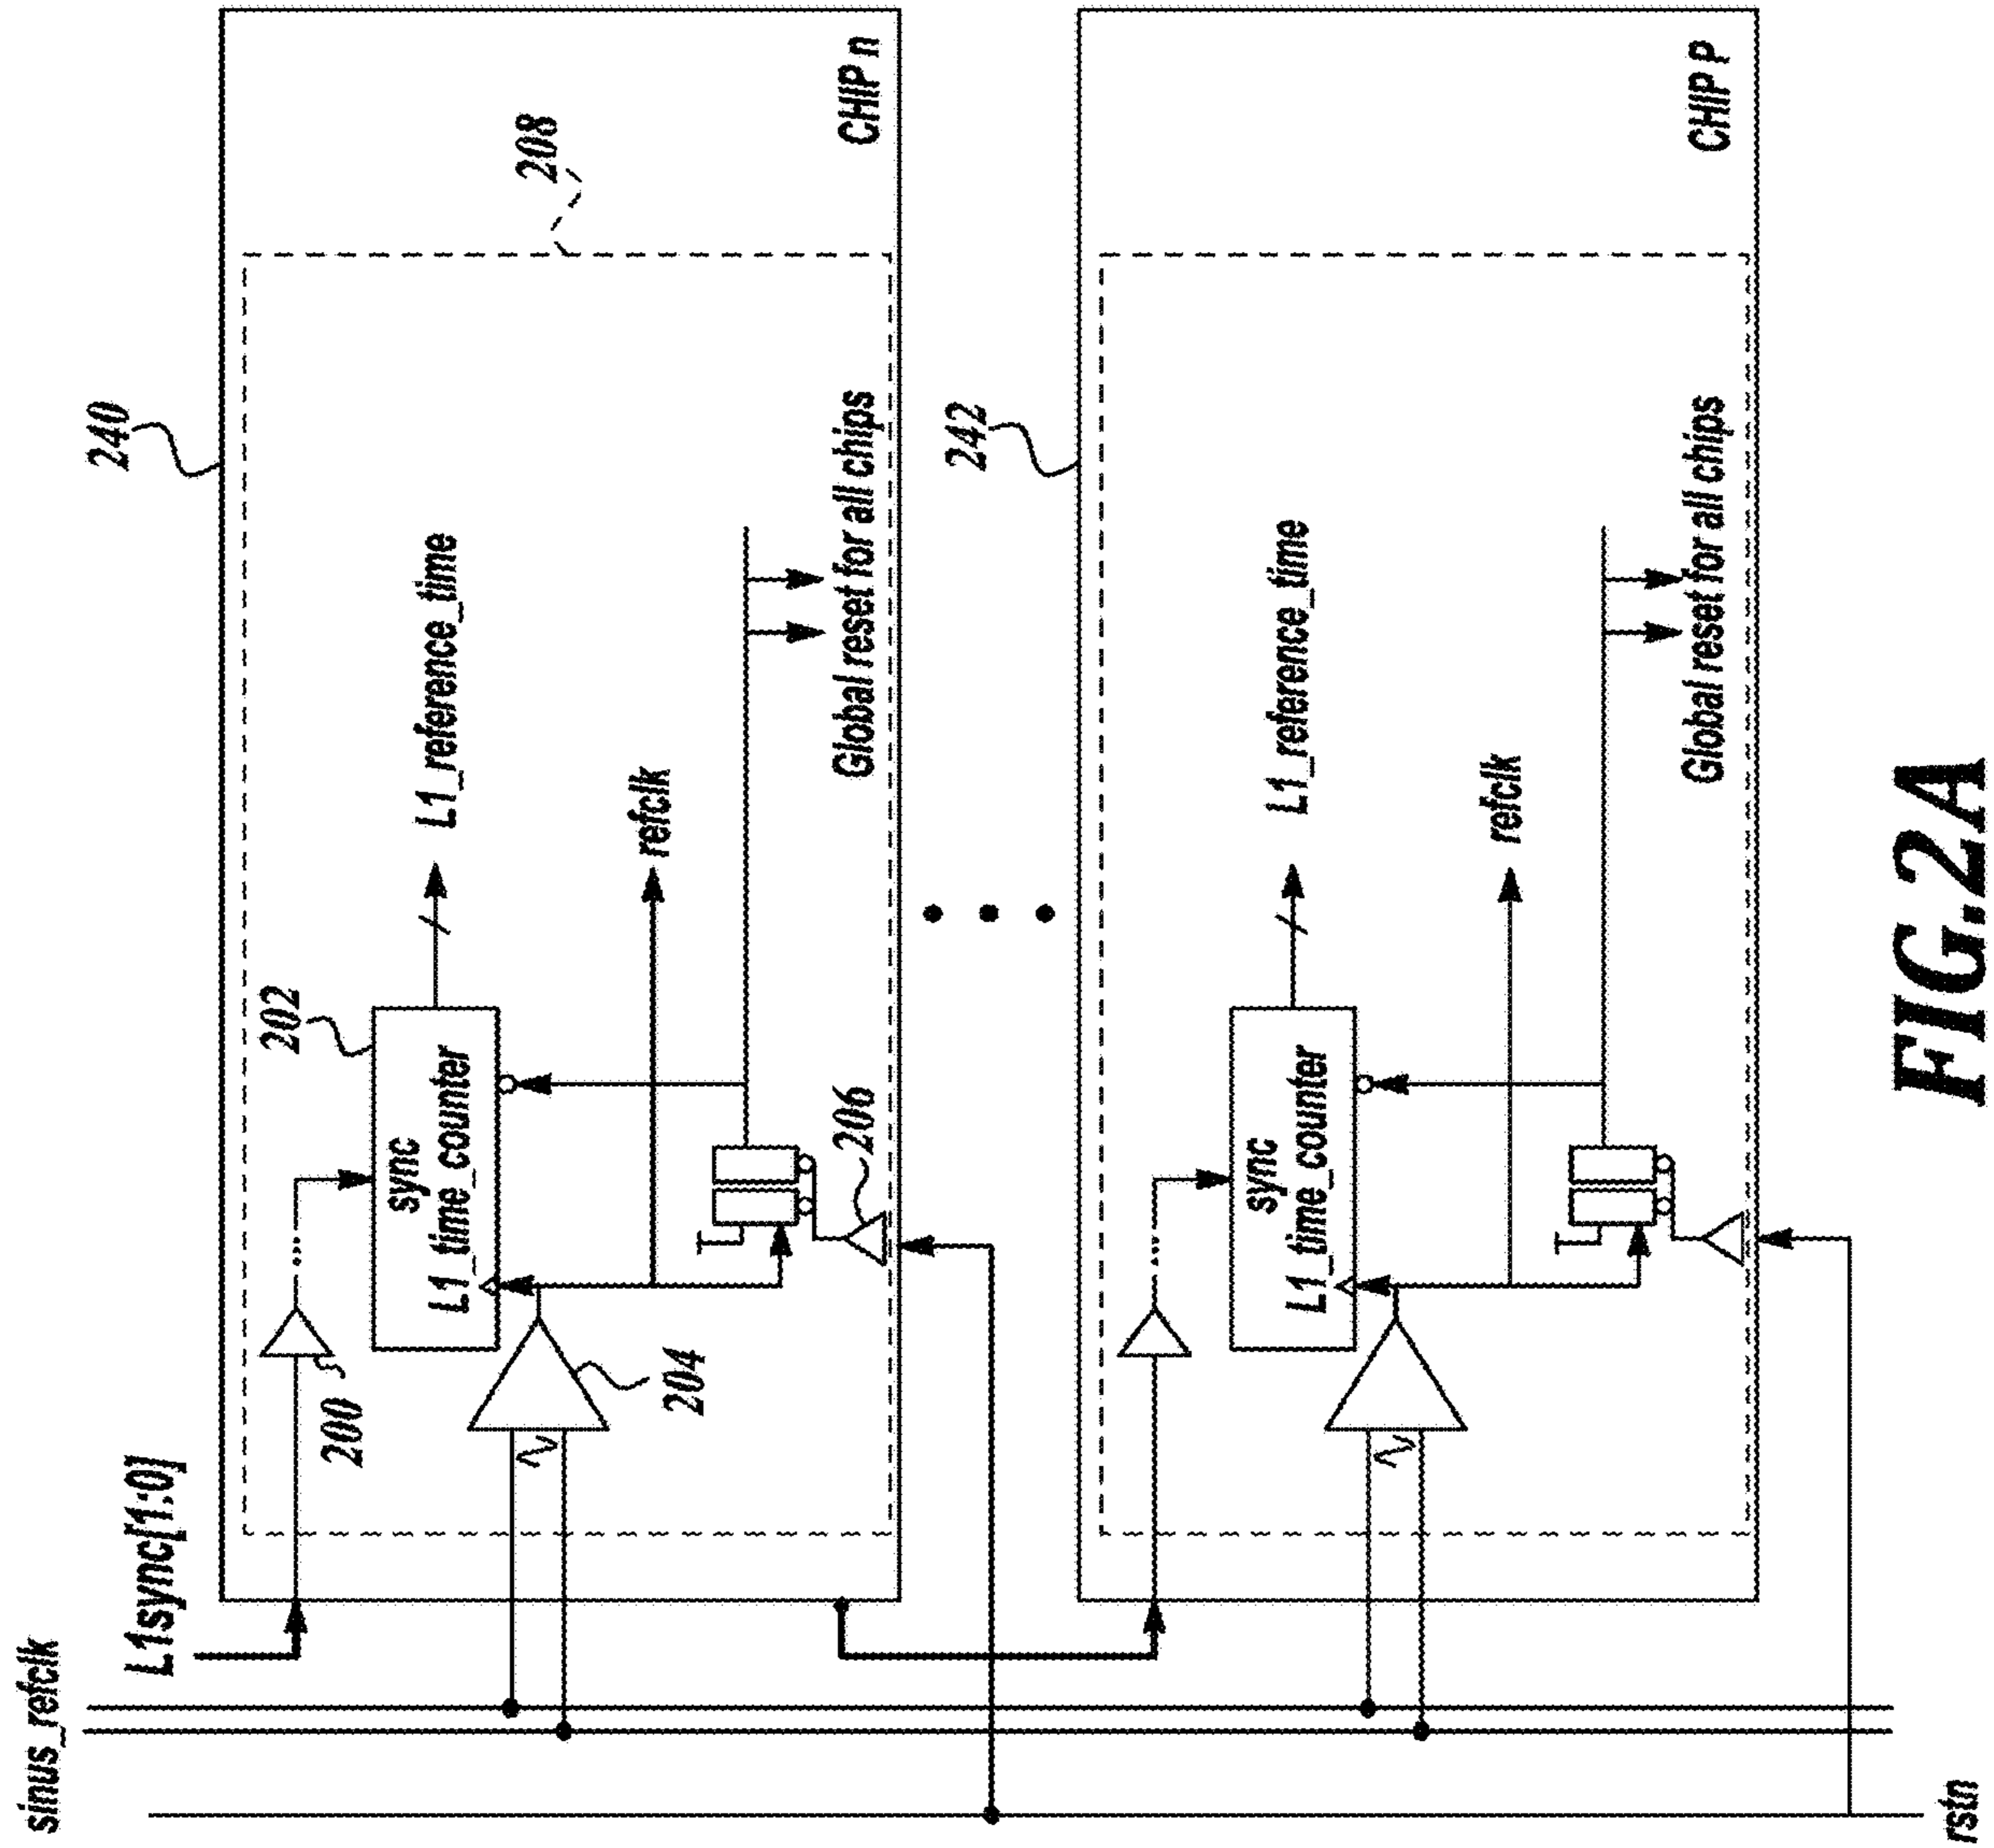 sinus_refclk
L1sync[1:0]
240
200
202
sync
L1_time_counter
L1_reference_time
204
refclk
206
Global reset for all chips
208
CHIP n
242
sync
L1_time_counter
L1_reference_time
refclk
Global reset for all chips
CHIP P
rstn
FIG.2A